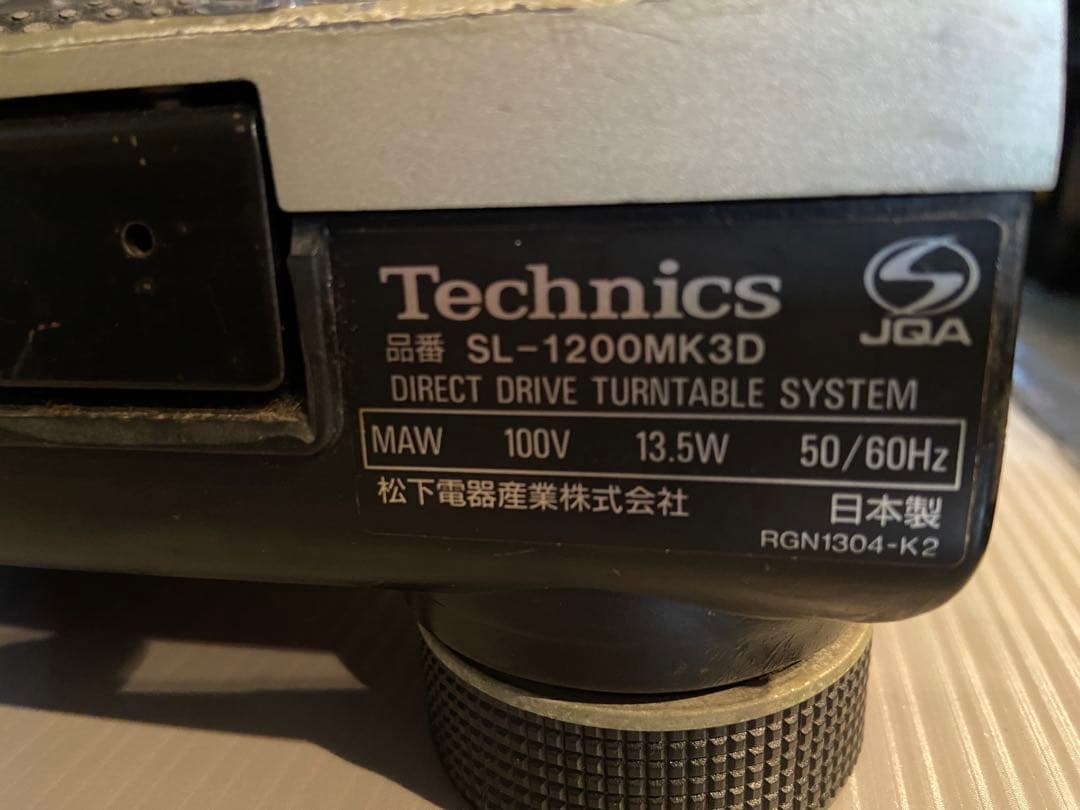 Technics
JQA
品番 SL-1200MK3D
DIRECT DRIVE TURNTABLE SYSTEM
MAW 100V 13.5W 50/60Hz
松下電器産業株式会社 日本製
RGN1304-K2